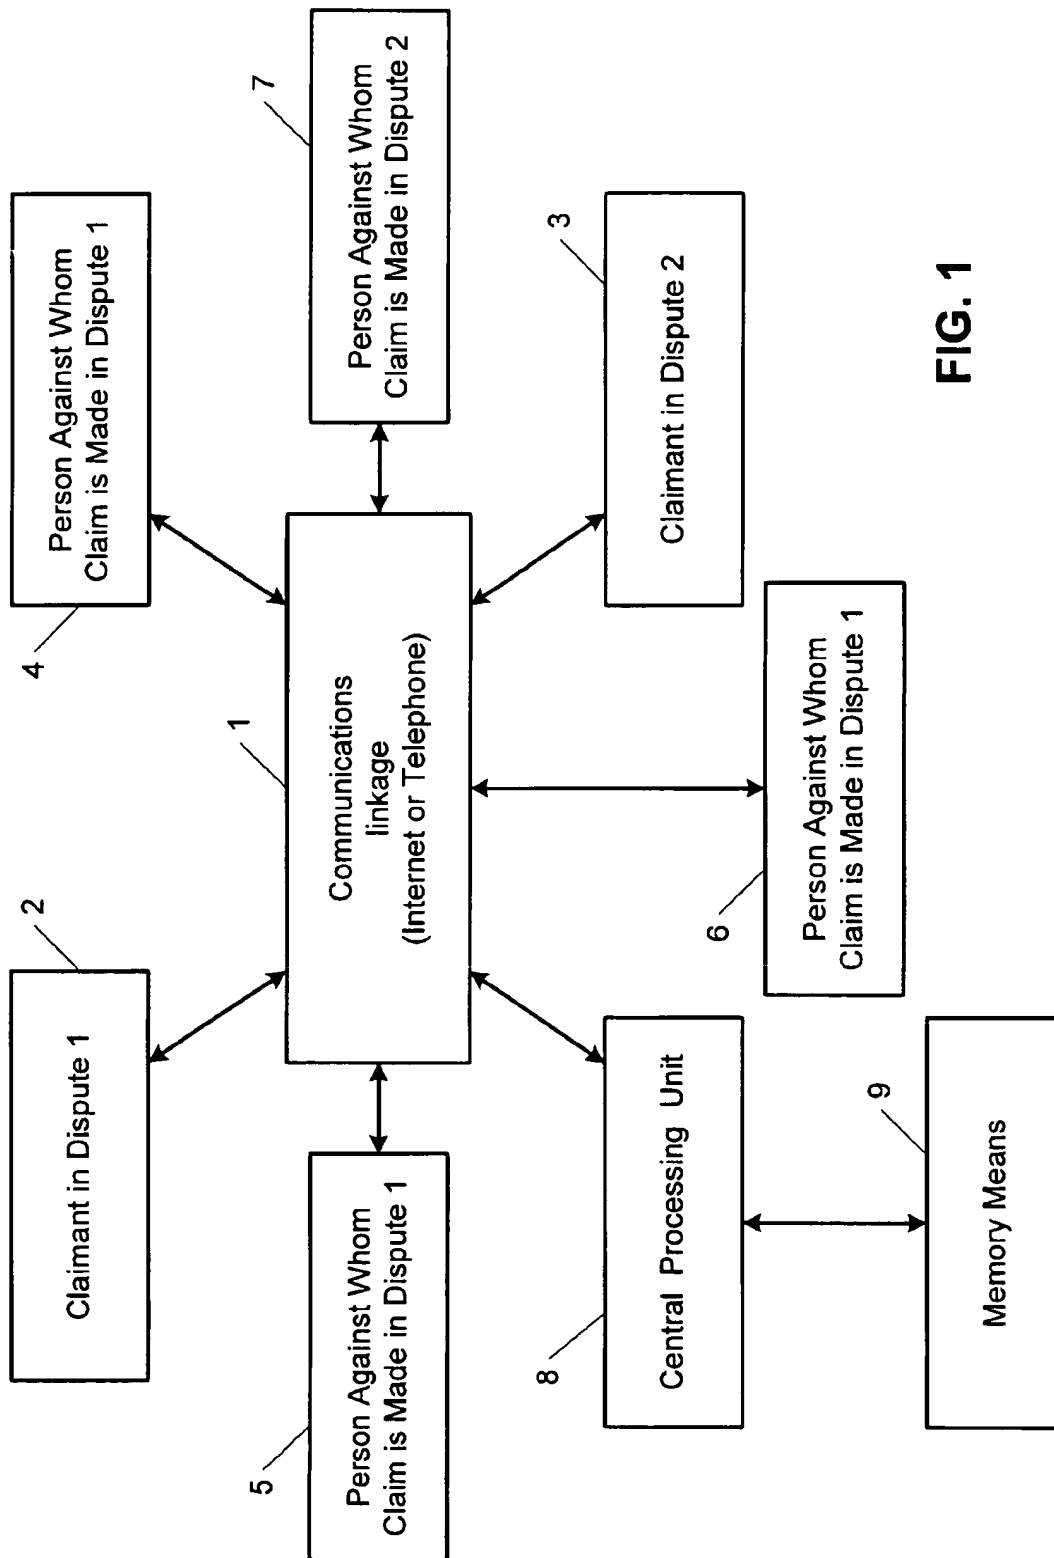 2
Claimant in Dispute 1
4
Person Against Whom
Claim is Made in Dispute 1
5
Person Against Whom
Claim is Made in Dispute 1
1
Communications
linkage
(Internet or Telephone)
7
Person Against Whom
Claim is Made in Dispute 2
8
Central Processing Unit
6
Person Against Whom
Claim is Made in Dispute 1
3
Claimant in Dispute 2
9
Memory Means
FIG. 1